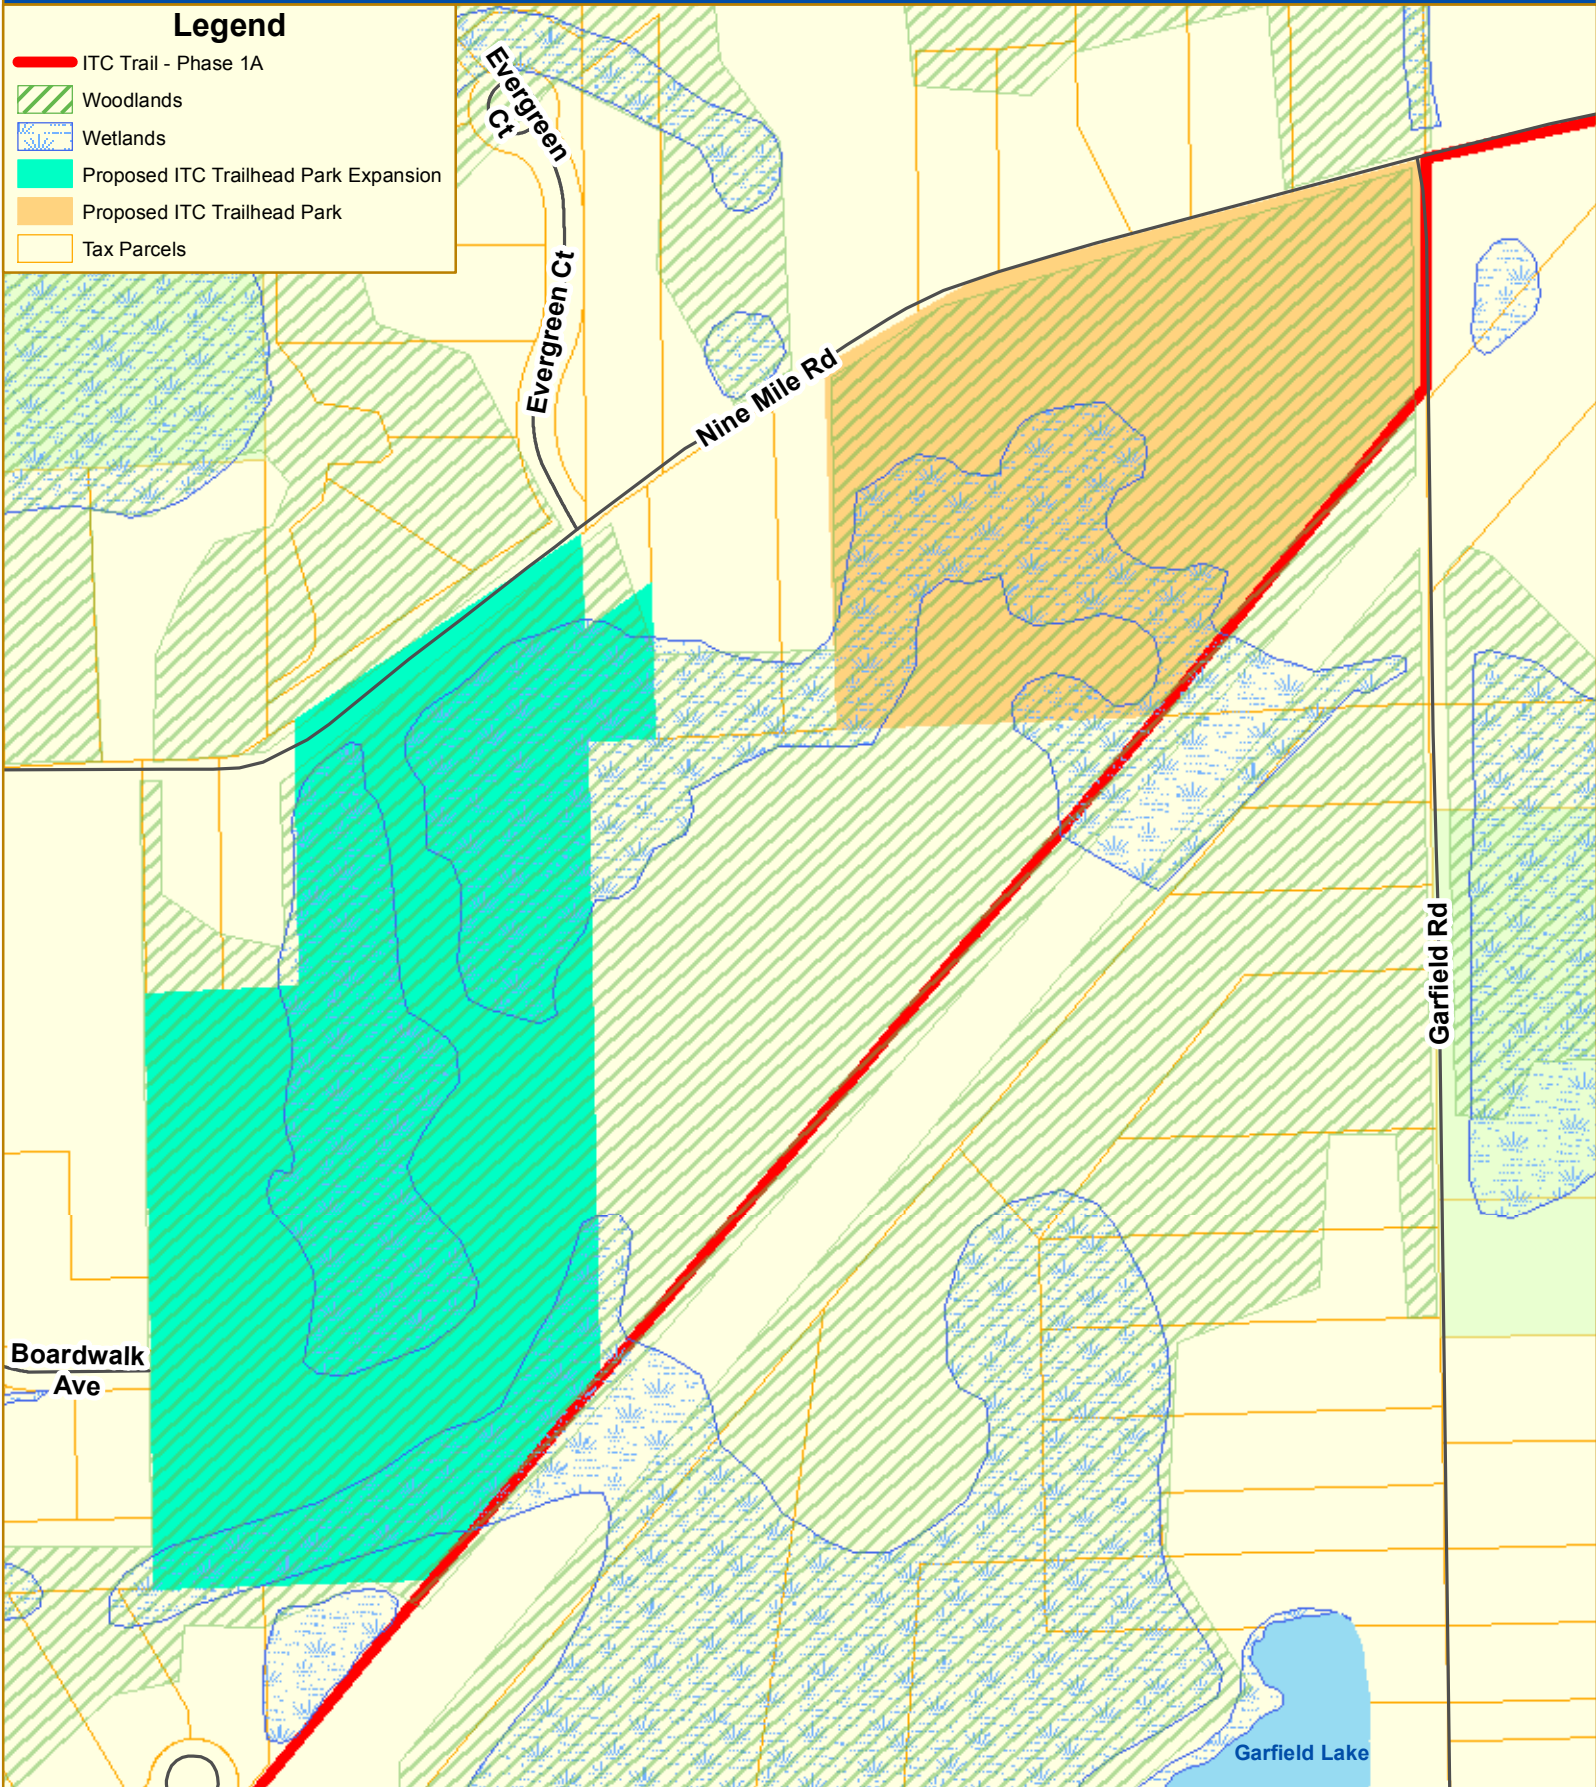 Legend
ITC Trail - Phase 1A
Woodlands
Wetlands
Proposed ITC Trailhead Park Expansion
Proposed ITC Trailhead Park
Tax Parcels
Evergreen
Ct
Evergreen Ct
Nine Mile Rd
Garfield Rd
Boardwalk
Ave
Garfield Lake